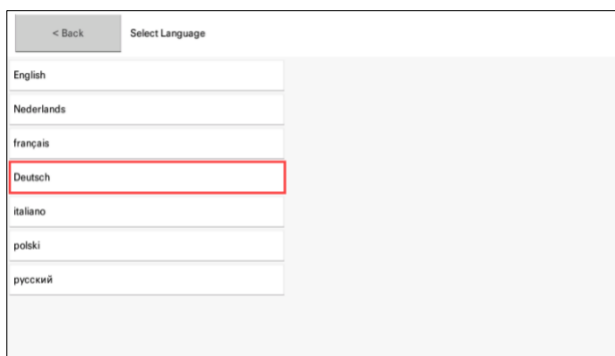 < Back Select Language
English
Nederlands
français
Deutsch
italiano
polski
русский